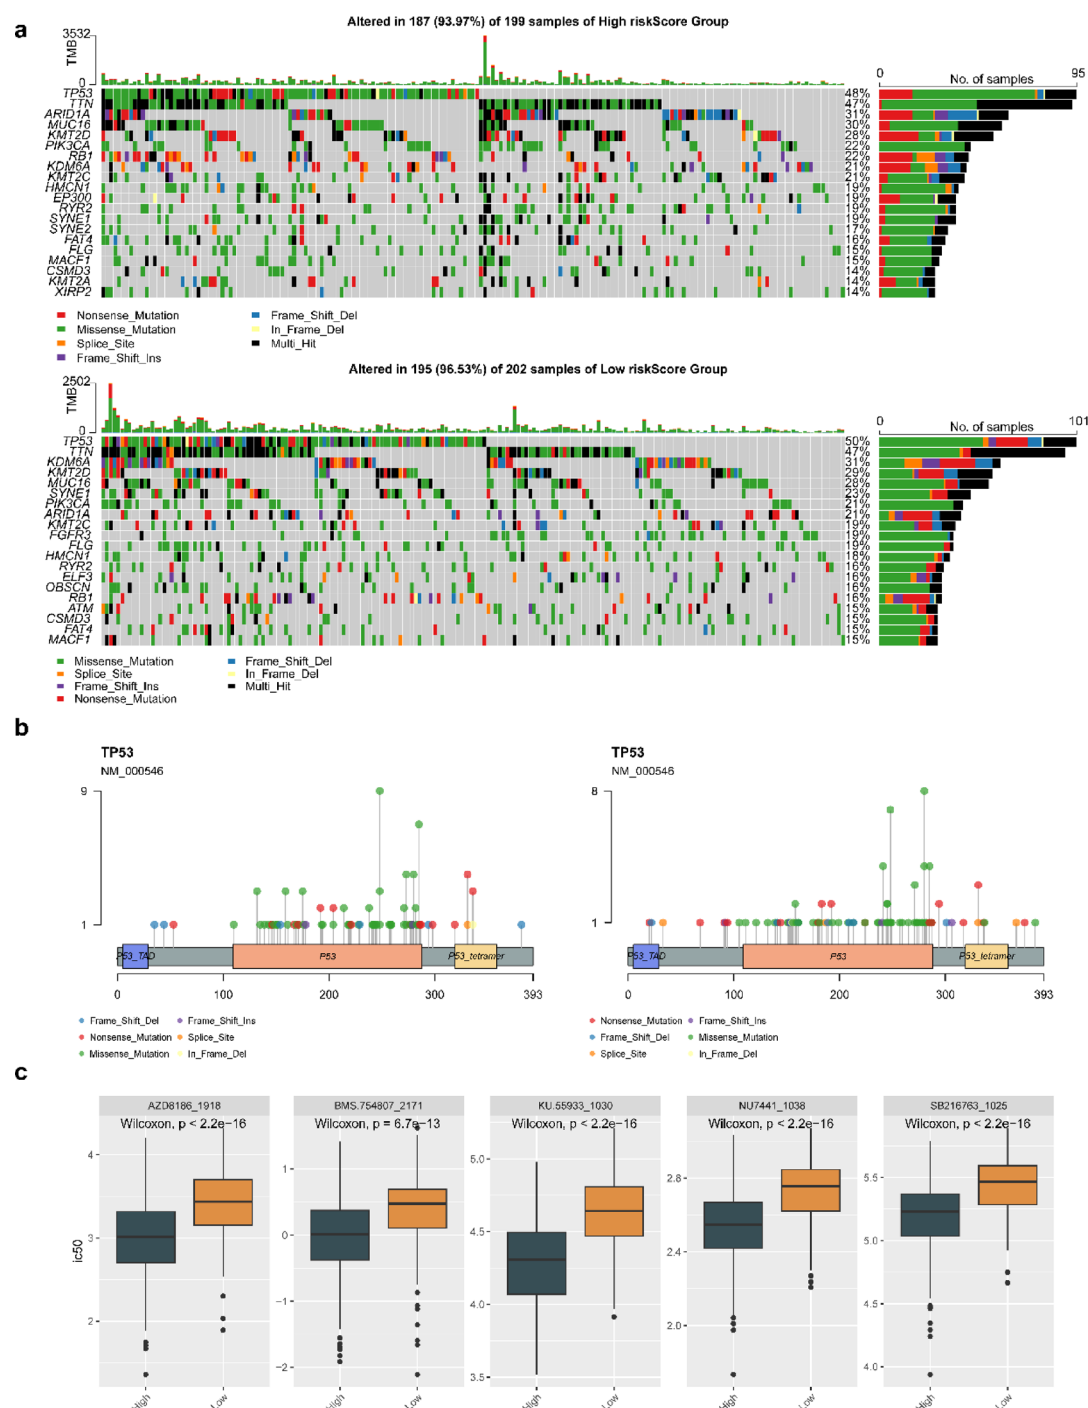 a
Altered in 187 (93.97%) of 199 samples of High riskScore Group
3532
TMB
0
0 No. of samples 95
TP53 48%
TTN 47%
ARID1A 31%
MUC16 30%
KMT2D 28%
PIK3CA 22%
RB1 22%
KDM6A 21%
KMT2C 21%
HMCN1 19%
EP300 19%
RYR2 19%
SYNE1 19%
SYNE2 17%
FAT4 16%
FLG 15%
MACF1 15%
CSMD3 14%
KMT2A 14%
XIRP2 14%
Nonsense_Mutation Frame_Shift_Del
Missense_Mutation In_Frame_Del
Splice_Site Multi_Hit
Frame_Shift_Ins
Altered in 195 (96.53%) of 202 samples of Low riskScore Group
2502
TMB
0
0 No. of samples 101
TP53 50%
TTN 47%
KDM6A 31%
KMT2D 29%
MUC16 28%
SYNE1 23%
PIK3CA 21%
ARID1A 21%
KMT2C 19%
FGFR3 19%
FLG 19%
HMCN1 18%
RYR2 16%
ELF3 16%
OBSCN 16%
RB1 16%
ATM 15%
CSMD3 15%
FAT4 15%
MACF1 15%
Missense_Mutation Frame_Shift_Del
Splice_Site In_Frame_Del
Frame_Shift_Ins Multi_Hit
Nonsense_Mutation
b
TP53 TP53
NM_000546 NM_000546
9 8
1 1
P53_TAD P53 P53_tetramer P53_TAD P53 P53_tetramer
0 100 200 300 393 0 100 200 300 393
Frame_Shift_Del Frame_Shift_Ins Nonsense_Mutation Frame_Shift_Ins
Nonsense_Mutation Splice_Site Frame_Shift_Del Missense_Mutation
Missense_Mutation In_Frame_Del Splice_Site In_Frame_Del
c
AZD8186_1918 BMS.754807_2171 KU.55933_1030 NU7441_1038 SB216763_1025
Wilcoxon, p < 2.2e−16 Wilcoxon, p = 6.7e−13 Wilcoxon, p < 2.2e−16 Wilcoxon, p < 2.2e−16 Wilcoxon, p < 2.2e−16
ic50
4 1 5.0 2.8 5.5
3 0 4.5 2.4 5.0
2 −1 4.0 2.0 4.5
−2 3.5 4.0
High Low High Low High Low High Low High Low